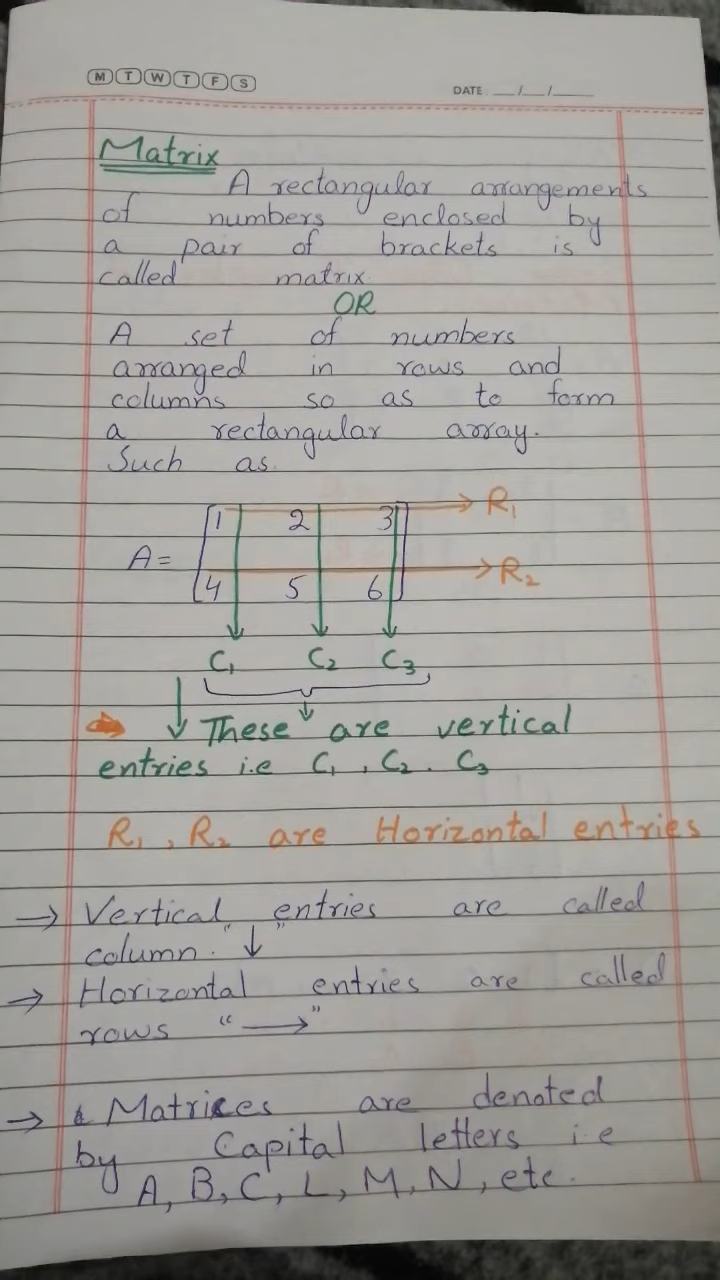 M T W T F S
DATE __/__/____
Matrix
A rectangular arrangements
of numbers enclosed by
a pair of brackets is
called matrix.
OR
A set of numbers
arranged in rows and
columns so as to form
a rectangular array.
Such as.
1 2 3 → R₁
A =
→ R₂
4 5 6
C₁ C₂ C₃
↓ These are vertical
entries i.e C₁, C₂. C₃
R₁, R₂ are Horizontal entries
→ Vertical entries are called
column. "↓"
→ Horizontal entries are called
rows "→"
→ Matrices are denoted
by Capital letters i.e
A, B, C, L, M, N, etc.